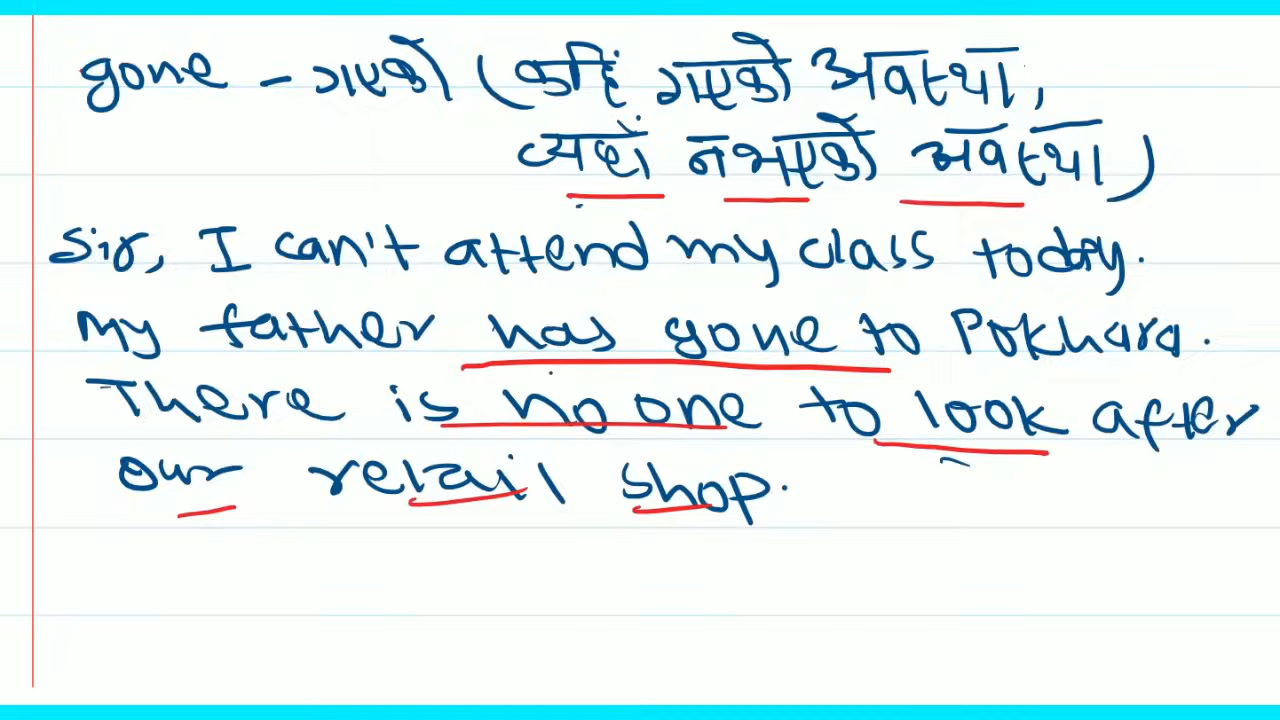 gone - गएको (कहिं गएको अवस्था,
त्यहाँ नभएको अवस्था)
Sir, I can't attend my class today.
My father has gone to Pokhara.
There is no one to look after
our retail shop.